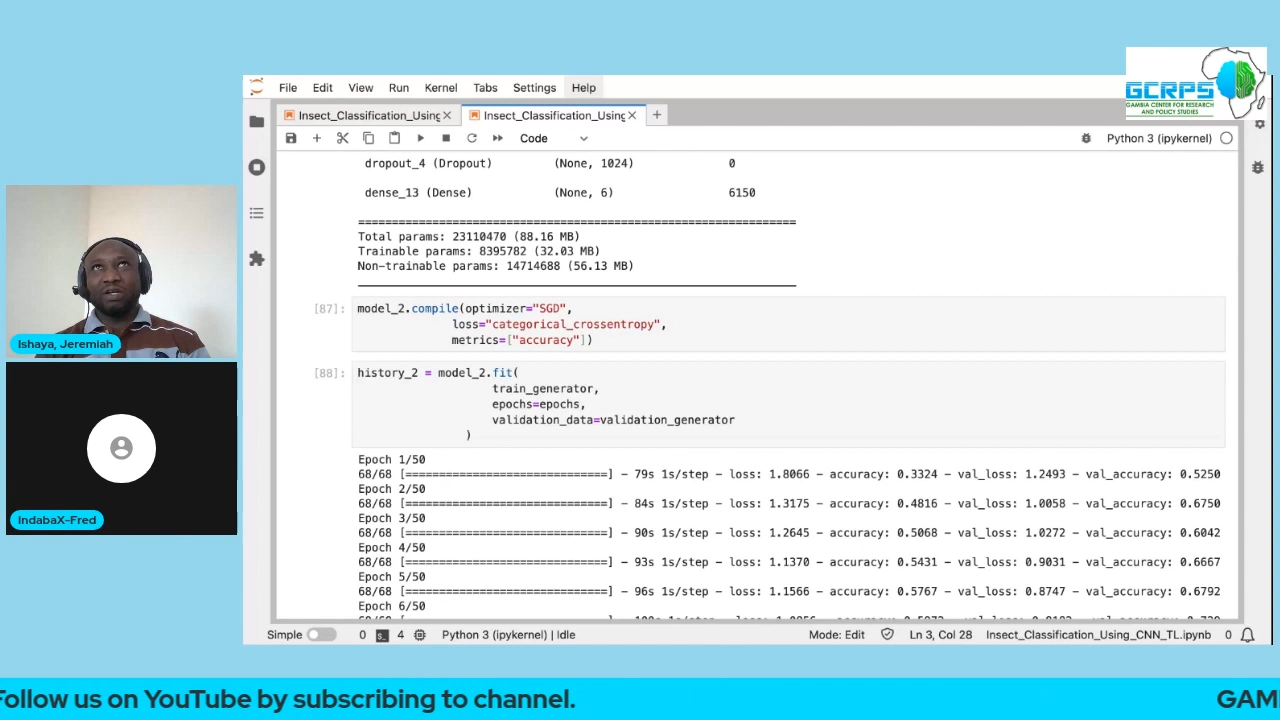 GCRPS
GAMBIA CENTER FOR RESEARCH
AND POLICY STUDIES
File Edit View Run Kernel Tabs Settings Help
Insect_Classification_Using
Insect_Classification_Using
Code
Python 3 (ipykernel)
dropout_4 (Dropout) (None, 1024) 0
dense_13 (Dense) (None, 6) 6150
=================================================================
Total params: 23110470 (88.16 MB)
Trainable params: 8395782 (32.03 MB)
Non-trainable params: 14714688 (56.13 MB)
[87]: model_2.compile(optimizer="SGD",
loss="categorical_crossentropy",
metrics=["accuracy"])
[88]: history_2 = model_2.fit(
train_generator,
epochs=epochs,
validation_data=validation_generator
)
Epoch 1/50
68/68 [==============================] - 79s 1s/step - loss: 1.8066 - accuracy: 0.3324 - val_loss: 1.2493 - val_accuracy: 0.5250
Epoch 2/50
68/68 [==============================] - 84s 1s/step - loss: 1.3175 - accuracy: 0.4816 - val_loss: 1.0058 - val_accuracy: 0.6750
Epoch 3/50
68/68 [==============================] - 90s 1s/step - loss: 1.2645 - accuracy: 0.5068 - val_loss: 1.0272 - val_accuracy: 0.6042
Epoch 4/50
68/68 [==============================] - 93s 1s/step - loss: 1.1370 - accuracy: 0.5431 - val_loss: 0.9031 - val_accuracy: 0.6667
Epoch 5/50
68/68 [==============================] - 96s 1s/step - loss: 1.1566 - accuracy: 0.5767 - val_loss: 0.8747 - val_accuracy: 0.6792
Epoch 6/50
Simple 0 4 Python 3 (ipykernel) | Idle Mode: Edit Ln 3, Col 28 Insect_Classification_Using_CNN_TL.ipynb 0
Ishaya, Jeremiah
IndabaX-Fred
Follow us on YouTube by subscribing to channel. GAM